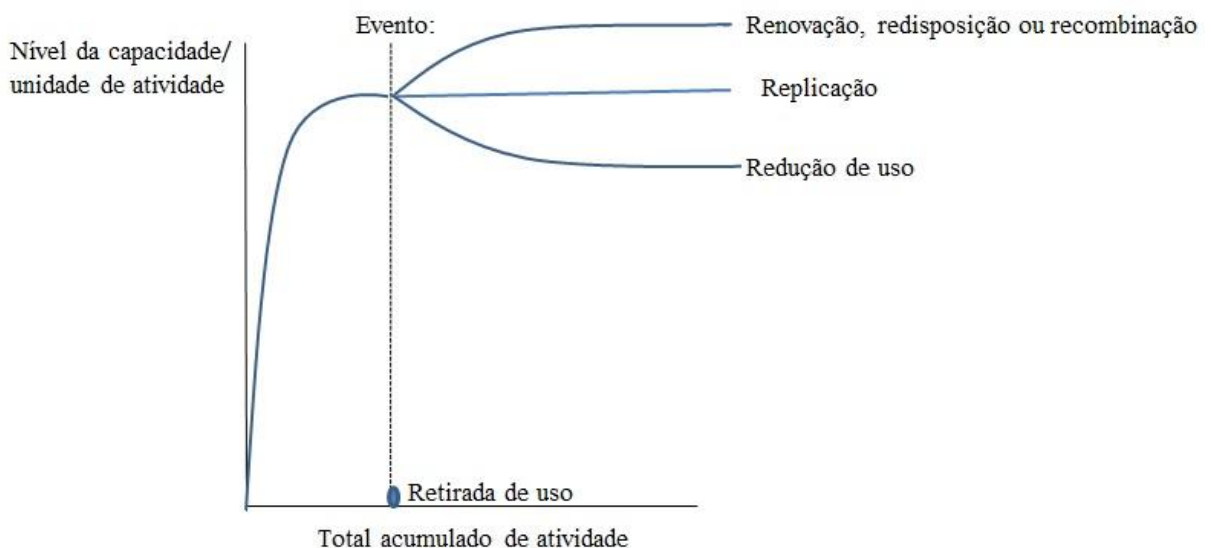 Nível da capacidade/
unidade de atividade
Evento:
Renovação, redisposição ou recombinação
Replicação
Redução de uso
Retirada de uso
Total acumulado de atividade